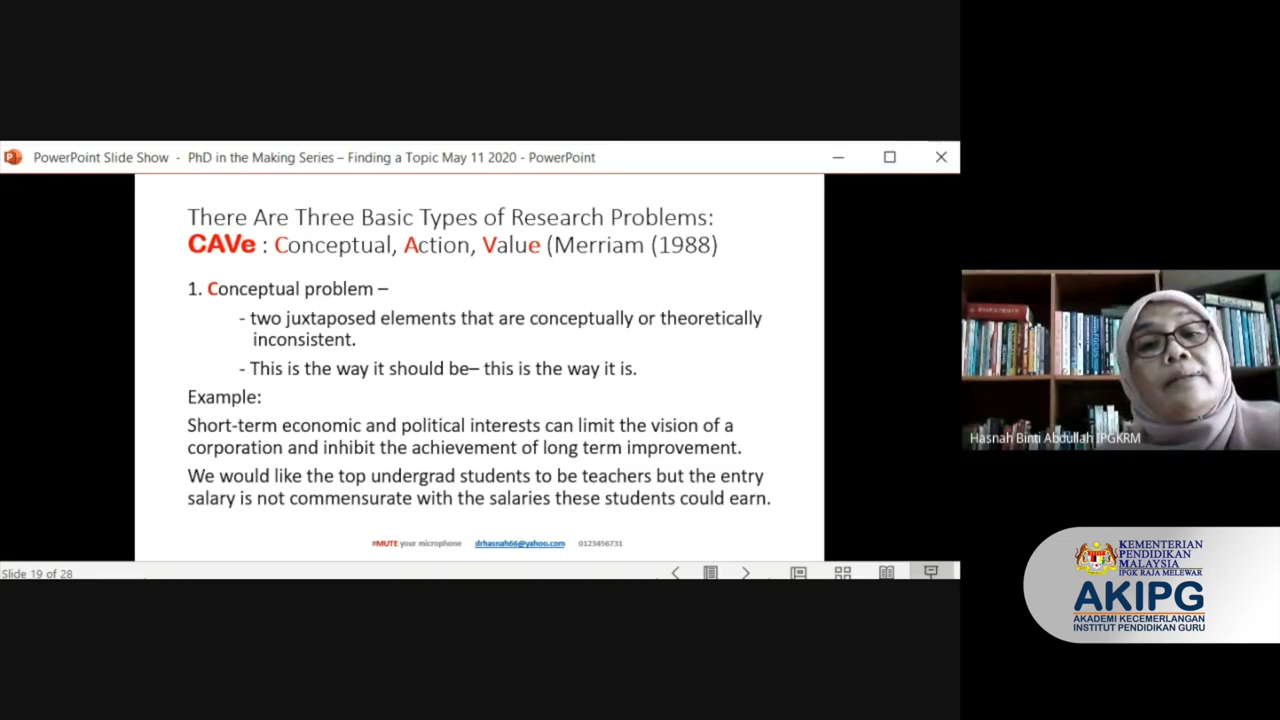 PowerPoint Slide Show - PhD in the Making Series – Finding a Topic May 11 2020 - PowerPoint
There Are Three Basic Types of Research Problems:
CAVe : Conceptual, Action, Value (Merriam (1988)
1. Conceptual problem –
- two juxtaposed elements that are conceptually or theoretically
inconsistent.
- This is the way it should be– this is the way it is.
Example:
Short-term economic and political interests can limit the vision of a
corporation and inhibit the achievement of long term improvement.
We would like the top undergrad students to be teachers but the entry
salary is not commensurate with the salaries these students could earn.
#MUTE your microphone drhasnah66@yahoo.com 0123456731
Slide 19 of 28
Hasnah Binti Abdullah IPGKRM
KEMENTERIAN
PENDIDIKAN
MALAYSIA
IPGK RAJA MELEWAR
AKIPG
AKADEMI KECEMERLANGAN
INSTITUT PENDIDIKAN GURU